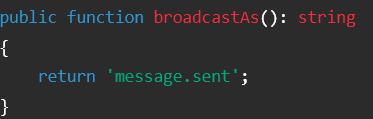 public function broadcastAs(): string
{
    return 'message.sent';
}